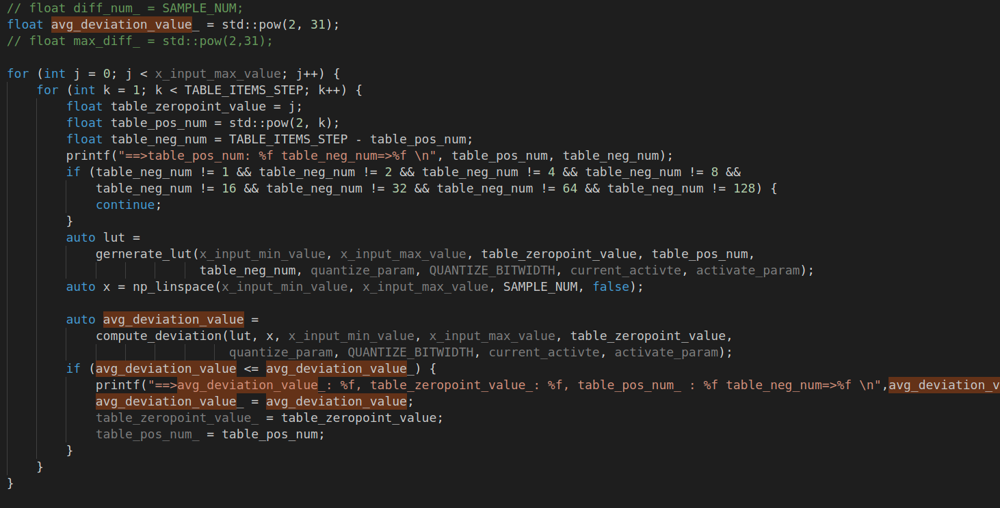 // float diff_num_ = SAMPLE_NUM;
float avg_deviation_value_ = std::pow(2, 31);
// float max_diff_ = std::pow(2,31);
for (int j = 0; j < x_input_max_value; j++) {
for (int k = 1; k < TABLE_ITEMS_STEP; k++) {
float table_zeropoint_value = j;
float table_pos_num = std::pow(2, k);
float table_neg_num = TABLE_ITEMS_STEP - table_pos_num;
printf("==>table_pos_num: %f table_neg_num=>%f \n", table_pos_num, table_neg_num);
if (table_neg_num != 1 && table_neg_num != 2 && table_neg_num != 4 && table_neg_num != 8 &&
table_neg_num != 16 && table_neg_num != 32 && table_neg_num != 64 && table_neg_num != 128) {
continue;
}
auto lut =
gernerate_lut(x_input_min_value, x_input_max_value, table_zeropoint_value, table_pos_num,
table_neg_num, quantize_param, QUANTIZE_BITWIDTH, current_activte, activate_param);
auto x = np_linspace(x_input_min_value, x_input_max_value, SAMPLE_NUM, false);
auto avg_deviation_value =
compute_deviation(lut, x, x_input_min_value, x_input_max_value, table_zeropoint_value,
quantize_param, QUANTIZE_BITWIDTH, current_activte, activate_param);
if (avg_deviation_value <= avg_deviation_value_) {
printf("==>avg_deviation_value_: %f, table_zeropoint_value_: %f, table_pos_num_ : %f table_neg_num=>%f \n",avg_deviation_v
avg_deviation_value_ = avg_deviation_value;
table_zeropoint_value_ = table_zeropoint_value;
table_pos_num_ = table_pos_num;
}
}
}